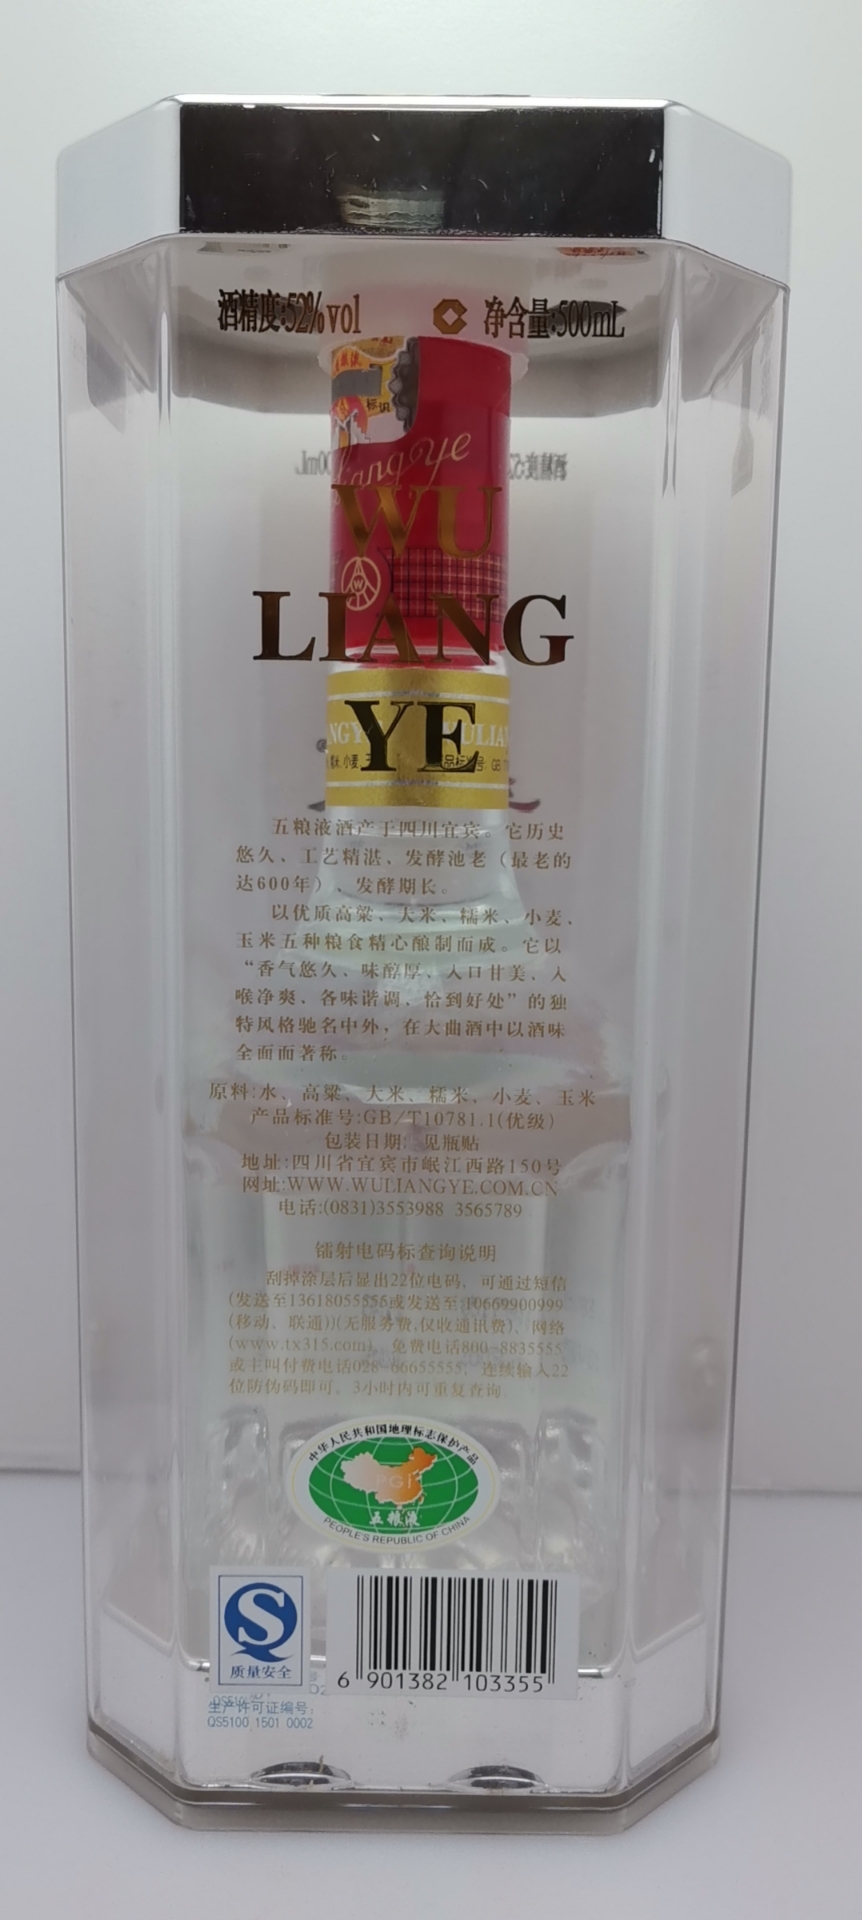 酒精度:52%vol 净含量:500mL
标识
iangye
WU
LIANG
YE
五粮液酒产于四川宜宾。它历史
悠久、工艺精湛、发酵池老（最老的
达600年）、发酵期长。
以优质高粱、大米、糯米、小麦、
玉米五种粮食精心酿制而成。它以
“香气悠久、味醇厚、入口甘美、入
喉净爽、各味谐调、恰到好处”的独
特风格驰名中外，在大曲酒中以酒味
全面而著称。
原料:水、高粱、大米、糯米、小麦、玉米
产品标准号:GB/T10781.1(优级)
包装日期: 见瓶贴
地址:四川省宜宾市岷江西路150号
网址:WWW.WULIANGYE.COM.CN
电话:(0831)3553988 3565789
镭射电码标查询说明
刮掉涂层后显出22位电码，可通过短信
(发送至13618055555或发送至:10669900999
(移动、联通))(无服务费,仅收通讯费)、网络
(www.tx315.com)、免费电话800-8835555
或主叫付费电话028-66655555，连续输入22
位防伪码即可。3小时内可重复查询。
中华人民共和国地理标志保护产品
PGI
五粮液
PEOPLE'S REPUBLIC OF CHINA
质量安全
6 901382 103355
生产许可证编号:
QS5100 1501 0002